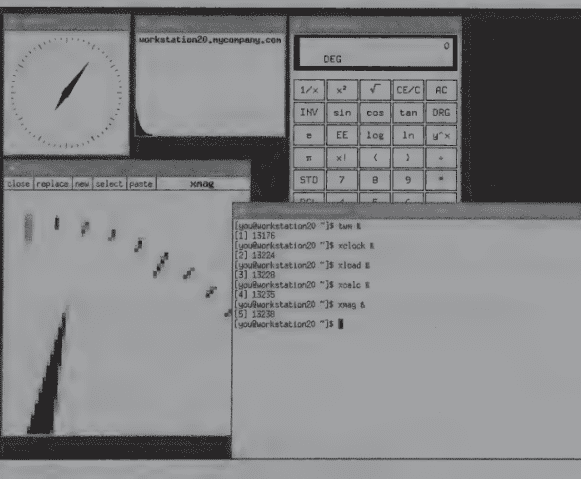 workstation20.mycompany.com
0
DEG
1/x x² √ CE/C AC
INV sin cos tan DRG
e EE log ln y^x
π x! ( ) ÷
STO 7 8 9 *
close replace new select paste xmag
[you@workstation20 ~]$ twm &
[1] 13176
[you@workstation20 ~]$ xclock &
[2] 13224
[you@workstation20 ~]$ xload &
[3] 13228
[you@workstation20 ~]$ xcalc &
[4] 13235
[you@workstation20 ~]$ xmag &
[5] 13238
[you@workstation20 ~]$